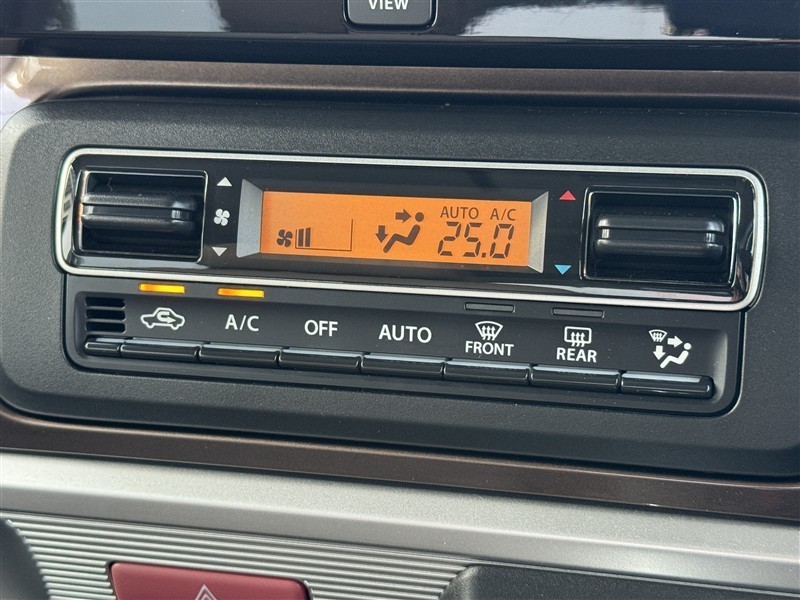 VIEW
AUTO A/C
25.0
A/C OFF AUTO FRONT REAR